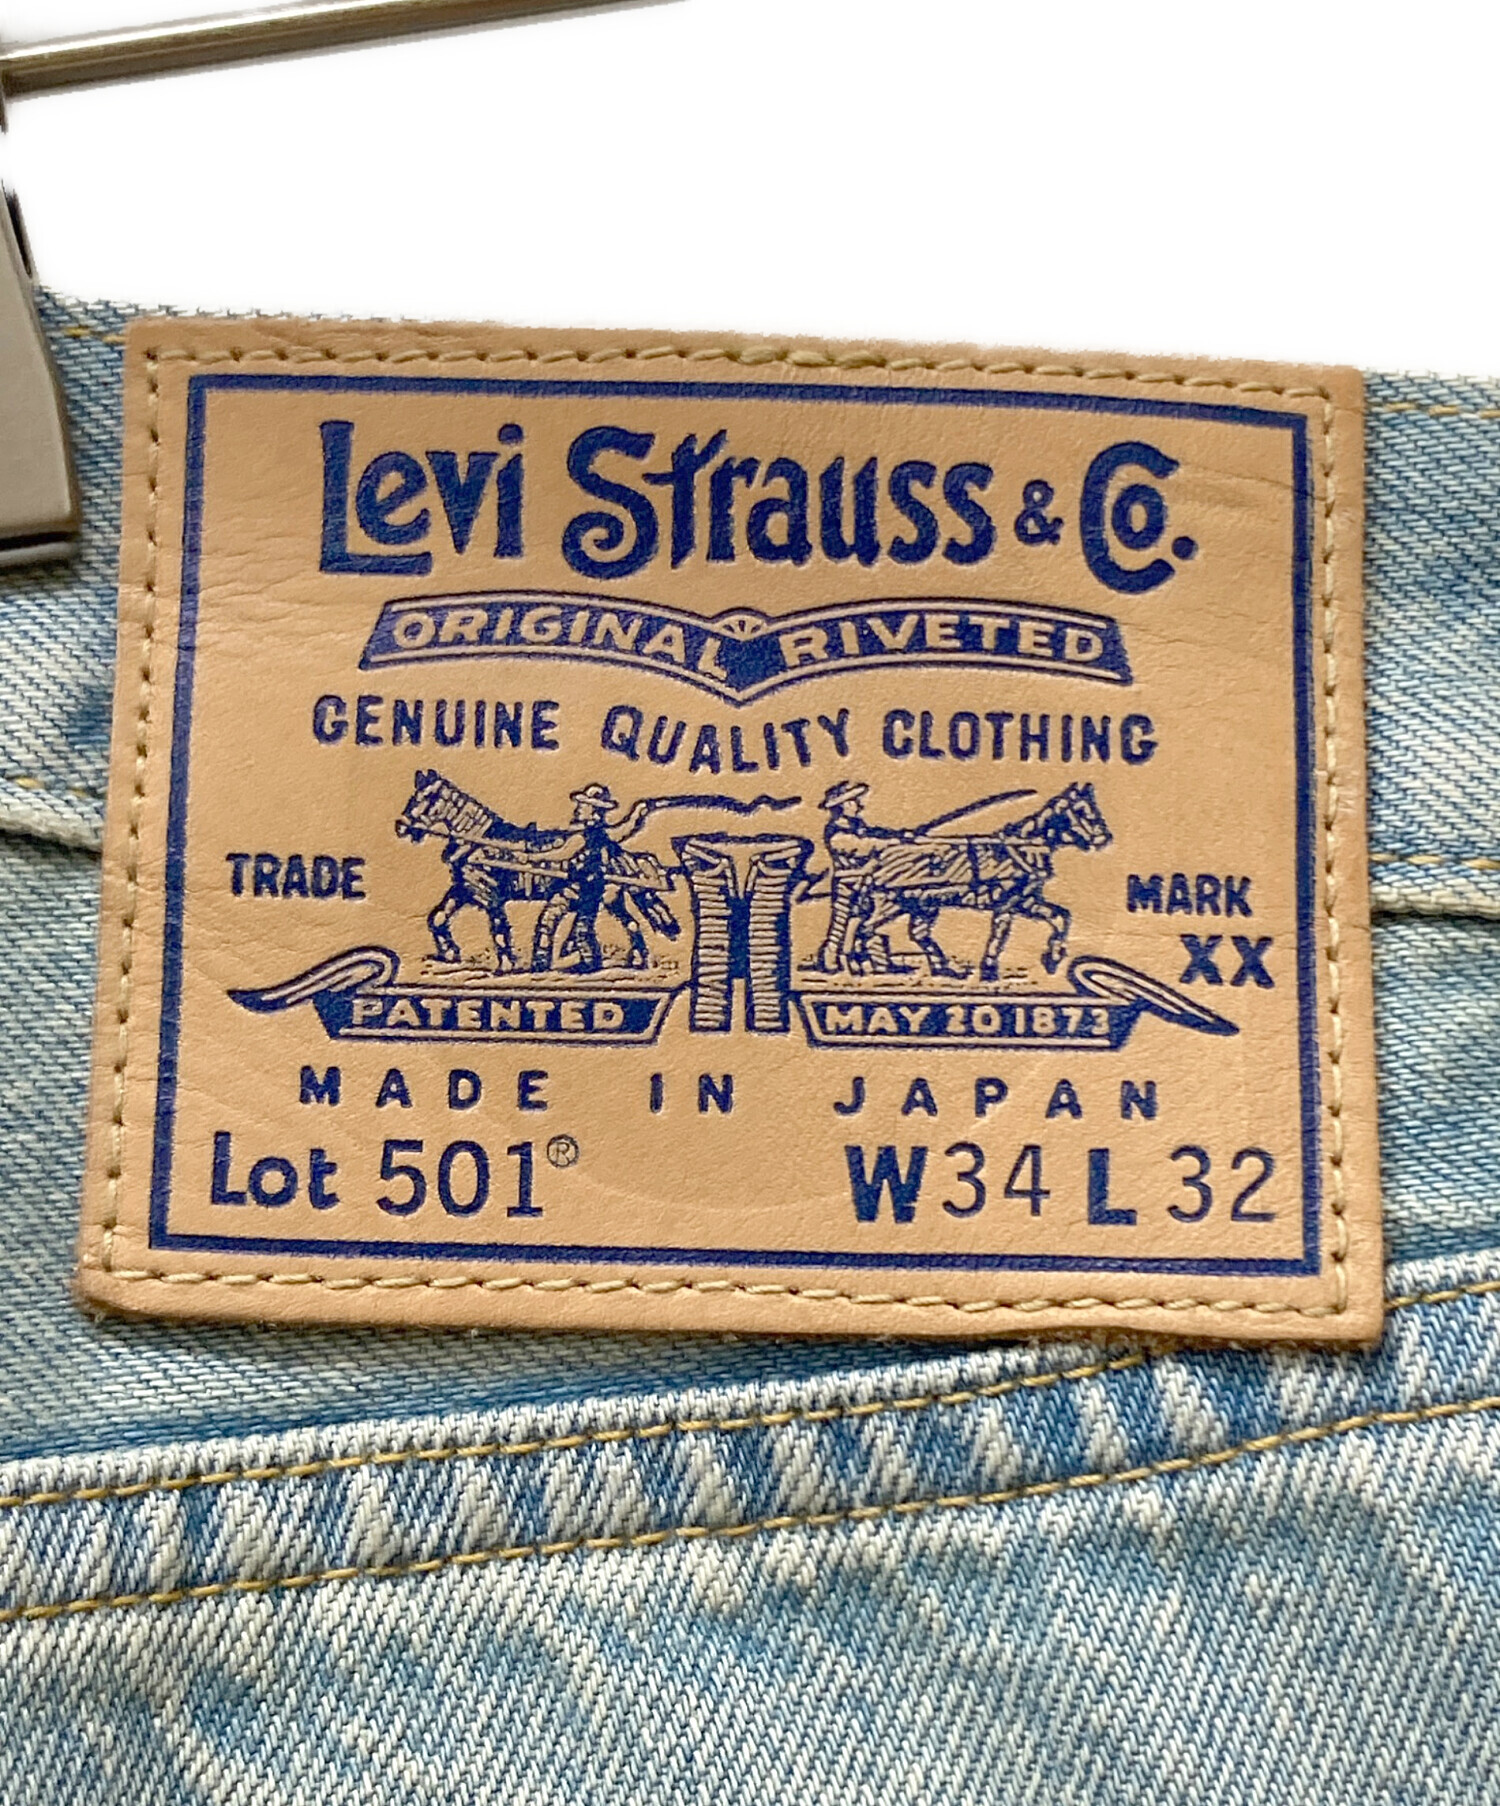 Levi Strauss & Co.
ORIGINAL RIVETED
GENUINE QUALITY CLOTHING
TRADE MARK
XX
PATENTED MAY 20 1873
MADE IN JAPAN
Lot 501® W34 L 32